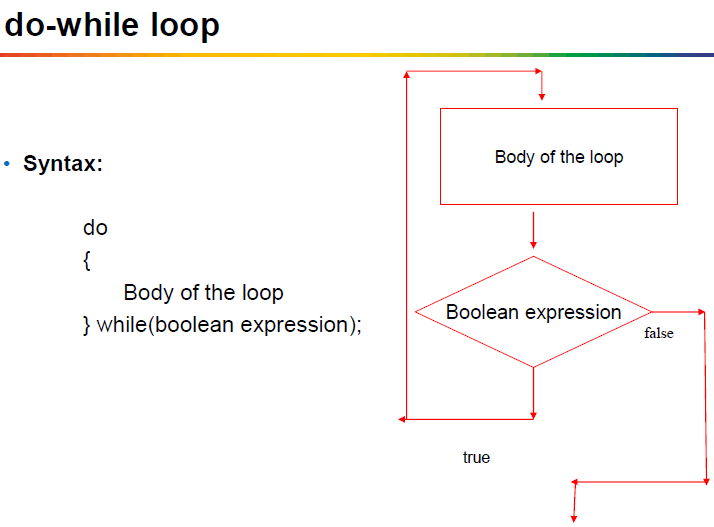 do-while loop
• Syntax:
do
{
Body of the loop
} while(boolean expression);
Body of the loop
Boolean expression
false
true